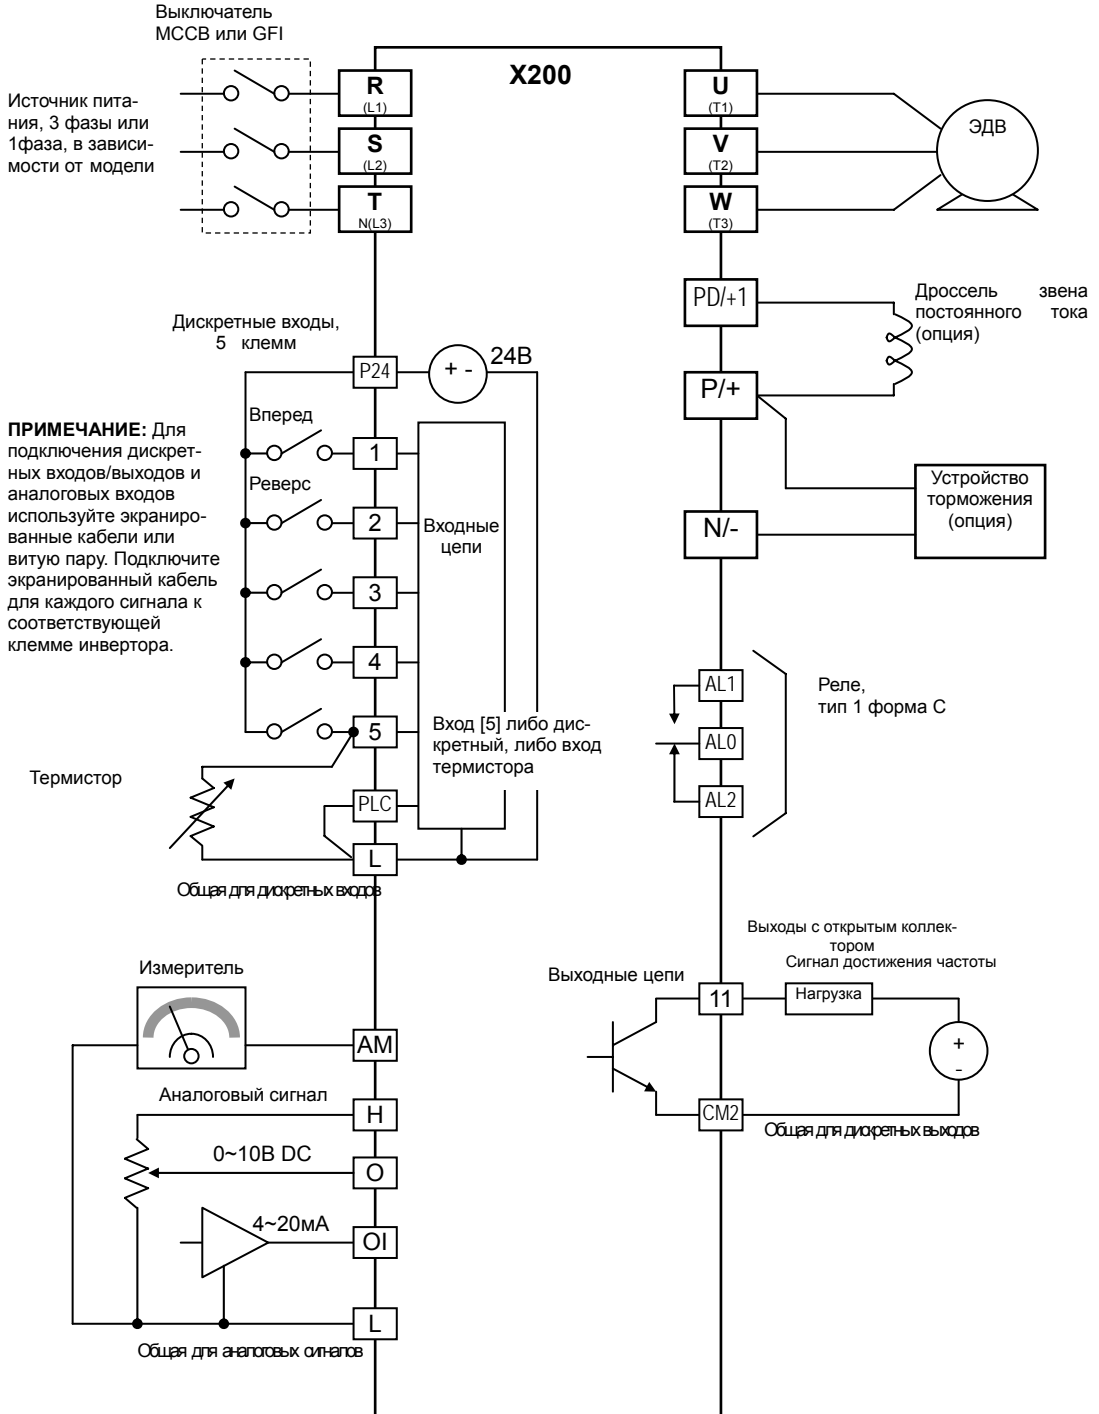 Выключатель
МССВ или GFI
X200
Источник пита-
ния, 3 фазы или
1фаза, в зависи-
мости от модели
R
(L1)
S
(L2)
T
N(L3)
U
(T1)
V
(T2)
W
(T3)
ЭДВ
PD/+1
Дроссель звена
постоянного тока
(опция)
P/+
Устройство
торможения
(опция)
N/-
Дискретные входы,
5 клемм
P24
+ -
24В
ПРИМЕЧАНИЕ: Для
подключения дискрет-
ных входов/выходов и
аналоговых входов
используйте экраниро-
ванные кабели или
витую пару. Подключите
экранированный кабель
для каждого сигнала к
соответствующей
клемме инвертора.
Вперед
1
Реверс
2
3
4
5
Входные
цепи
Вход [5] либо дис-
кретный, либо вход
термистора
Термистор
PLC
L
Общая для дискретных входов
AL1
AL0
AL2
Реле,
тип 1 форма С
Измеритель
AM
Аналоговый сигнал
H
0~10В DC
O
4~20мА
OI
L
Общая для аналоговых сигналов
Выходы с открытым коллек-
тором
Сигнал достижения частоты
Выходные цепи
11
Нагрузка
+
-
CM2
Общая для дискретных выходов